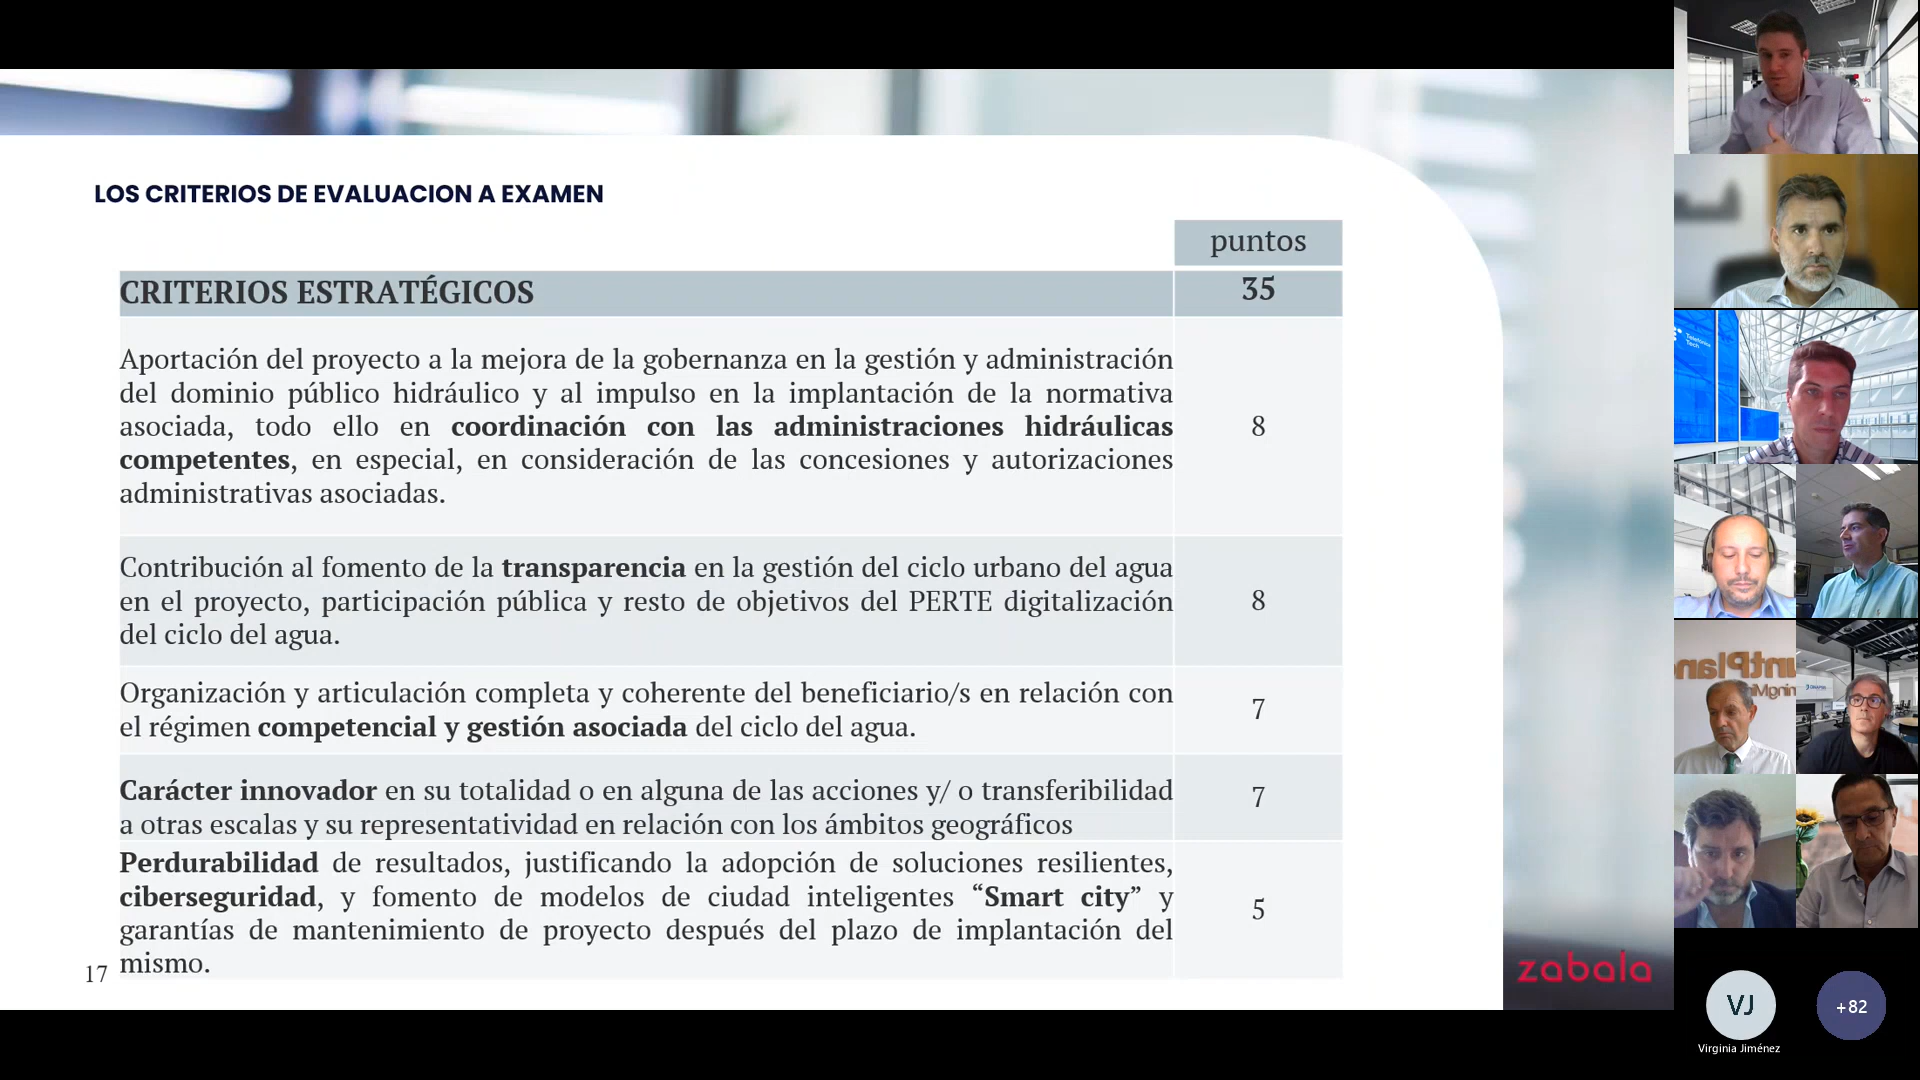 LOS CRITERIOS DE EVALUACION A EXAMEN
puntos
CRITERIOS ESTRATÉGICOS
35
Aportación del proyecto a la mejora de la gobernanza en la gestión y administración
del dominio público hidráulico y al impulso en la implantación de la normativa
asociada, todo ello en coordinación con las administraciones hidráulicas
competentes, en especial, en consideración de las concesiones y autorizaciones
administrativas asociadas.
8
Contribución al fomento de la transparencia en la gestión del ciclo urbano del agua
en el proyecto, participación pública y resto de objetivos del PERTE digitalización
del ciclo del agua.
8
Organización y articulación completa y coherente del beneficiario/s en relación con
el régimen competencial y gestión asociada del ciclo del agua.
7
Carácter innovador en su totalidad o en alguna de las acciones y/ o transferibilidad
a otras escalas y su representatividad en relación con los ámbitos geográficos
7
Perdurabilidad de resultados, justificando la adopción de soluciones resilientes,
ciberseguridad, y fomento de modelos de ciudad inteligentes “Smart city” y
garantías de mantenimiento de proyecto después del plazo de implantación del
mismo.
5
17
zabala
Telefónica
Tech
VJ
Virginia Jiménez
+82